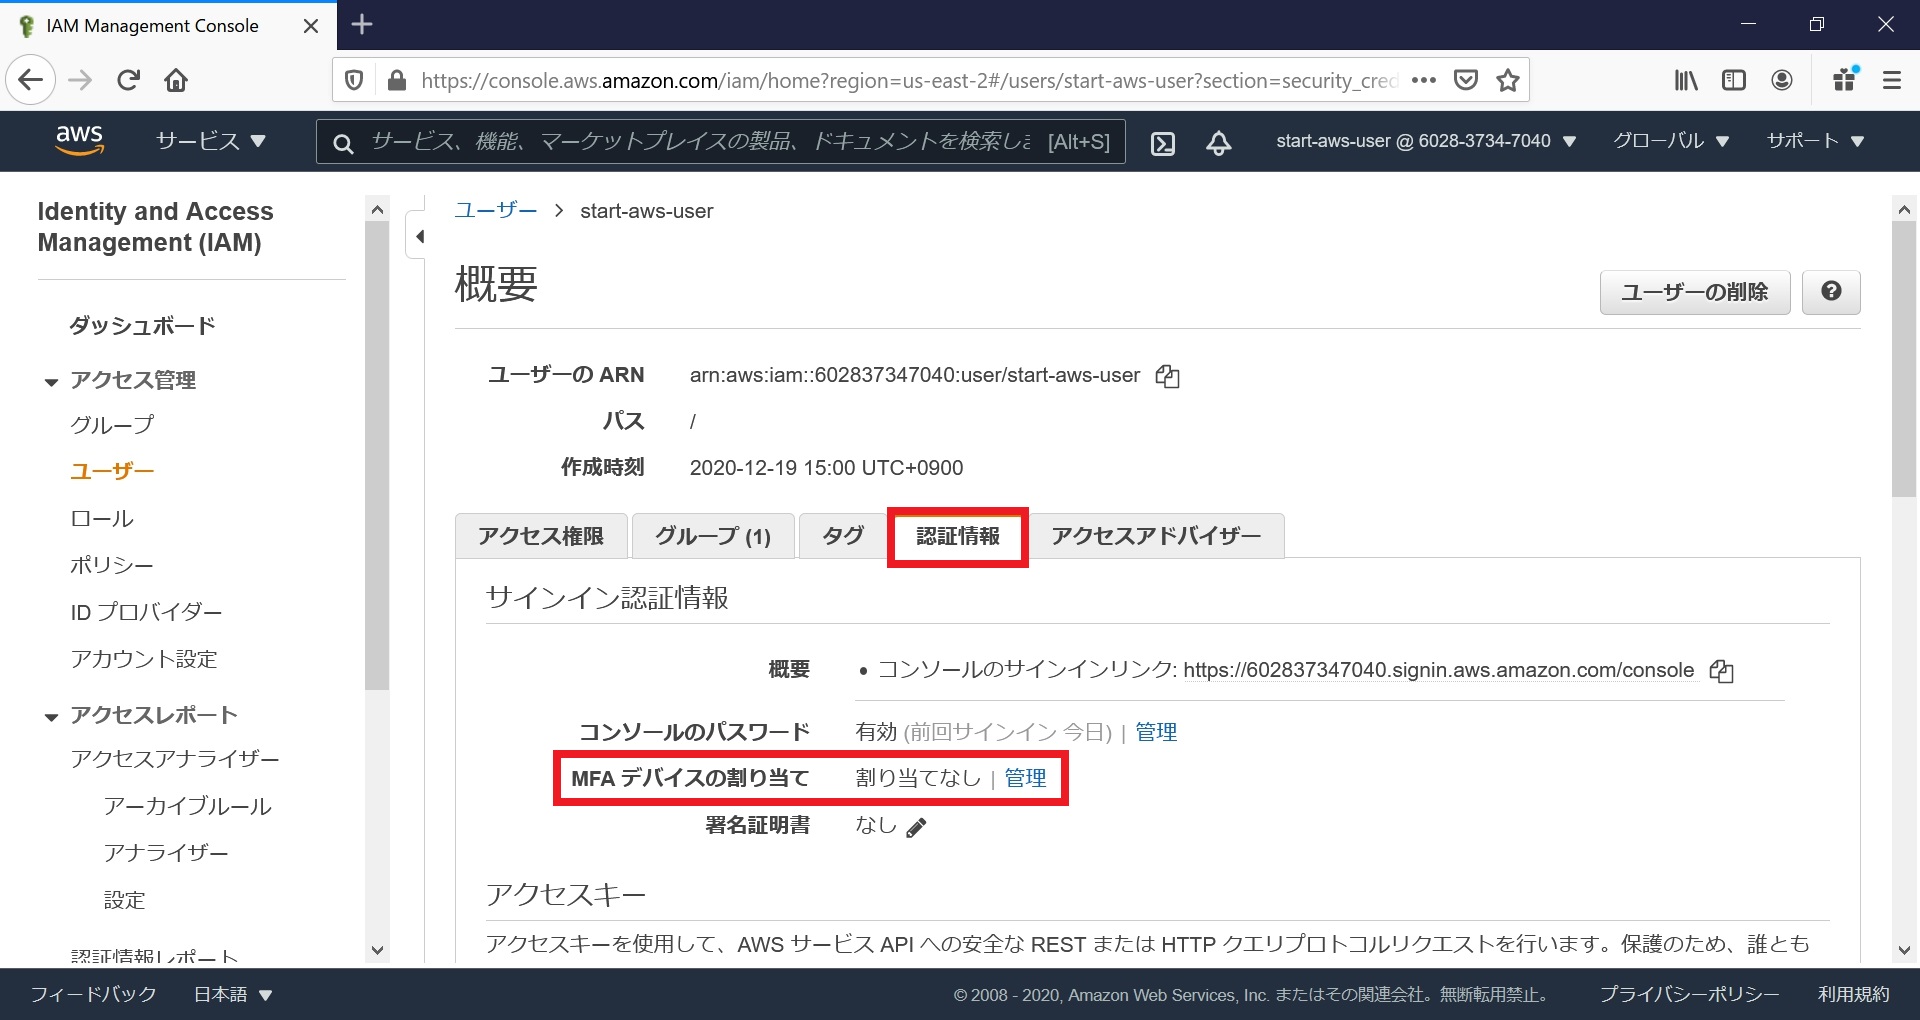 IAM Management Console
https://console.aws.amazon.com/iam/home?region=us-east-2#/users/start-aws-user?section=security_cred
aws
サービス
サービス、機能、マーケットプレイスの製品、ドキュメントを検索しま [Alt+S]
start-aws-user @ 6028-3734-7040
グローバル
サポート
Identity and Access
Management (IAM)
ダッシュボード
アクセス管理
グループ
ユーザー
ロール
ポリシー
ID プロバイダー
アカウント設定
アクセスレポート
アクセスアナライザー
アーカイブルール
アナライザー
設定
認証情報レポート
ユーザー > start-aws-user
概要
ユーザーの削除
ユーザーの ARN arn:aws:iam::602837347040:user/start-aws-user
パス /
作成時刻 2020-12-19 15:00 UTC+0900
アクセス権限 グループ (1) タグ 認証情報 アクセスアドバイザー
サインイン認証情報
概要 • コンソールのサインインリンク: https://602837347040.signin.aws.amazon.com/console
コンソールのパスワード 有効 (前回サインイン 今日) | 管理
MFA デバイスの割り当て 割り当てなし | 管理
署名証明書 なし
アクセスキー
アクセスキーを使用して、AWS サービス API への安全な REST または HTTP クエリプロトコルリクエストを行います。保護のため、誰とも
フィードバック 日本語
© 2008 - 2020, Amazon Web Services, Inc. またはその関連会社。無断転用禁止。 プライバシーポリシー 利用規約